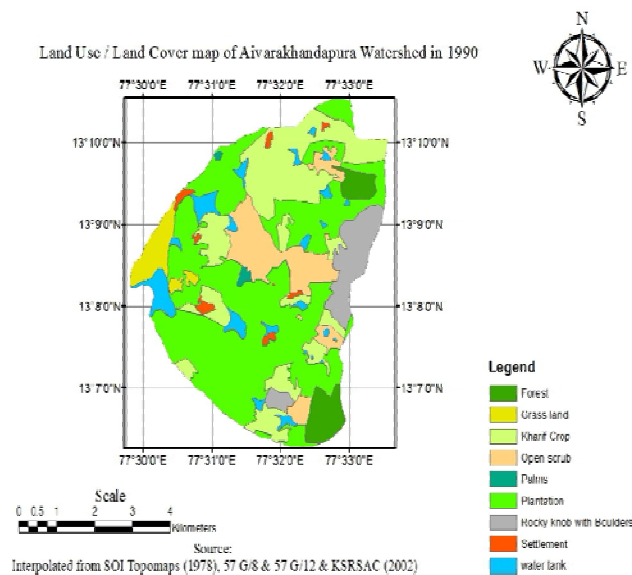 N
Land Use / Land Cover map of Aivarakhandapura Watershed in 1990
W E
S
77°30'0"E 77°31'0"E 77°32'0"E 77°33'0"E
13°10'0"N 13°10'0"N
13°9'0"N 13°9'0"N
13°8'0"N 13°8'0"N
13°7'0"N 13°7'0"N
77°30'0"E 77°31'0"E 77°32'0"E 77°33'0"E
Legend
Forest
Grass land
Kharif Crop
Open scrub
Palms
Plantation
Rocky knob with Boulders
Settlement
water tank
Scale
0 0.5 1 2 3 4
Kilometers
Source:
Interpolated from SOI Topomaps (1978), 57 G/8 & 57 G/12 & KSRSAC (2002)